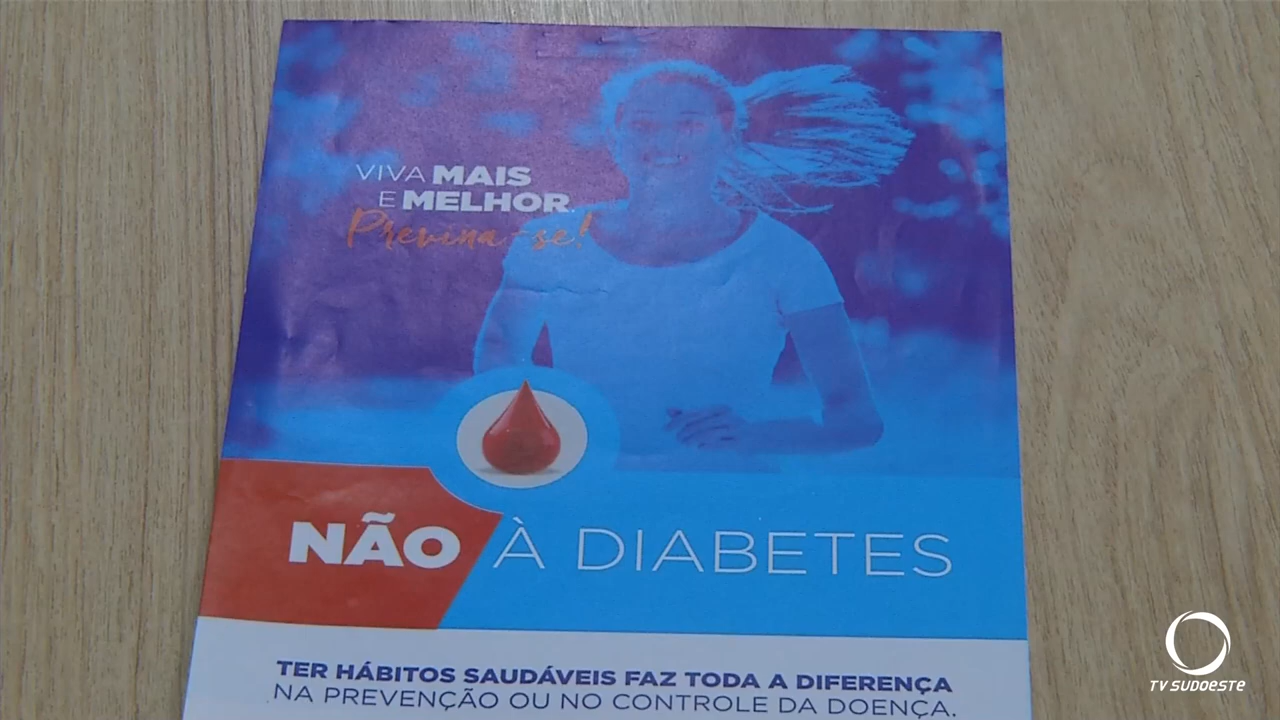 VIVA MAIS
E MELHOR.
Previna-se!
NÃO À DIABETES
TER HÁBITOS SAUDÁVEIS FAZ TODA A DIFERENÇA
NA PREVENÇÃO OU NO CONTROLE DA DOENÇA.
TV SUDOESTE